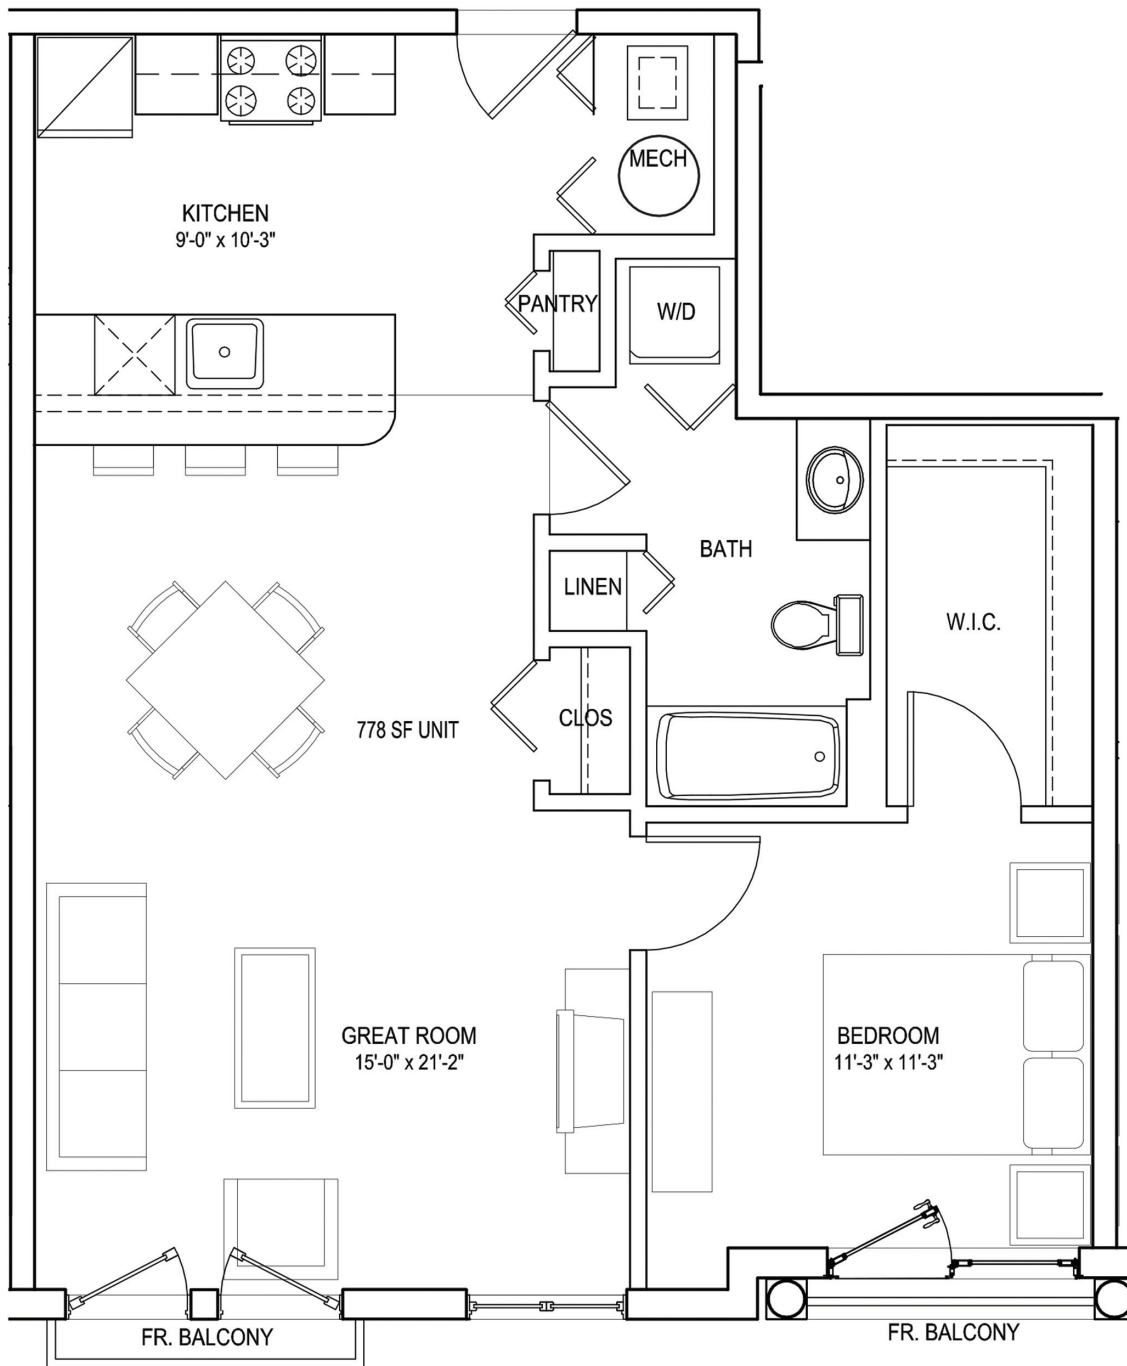 MECH
KITCHEN
9'-0" x 10'-3"
PANTRY
W/D
BATH
LINEN
W.I.C.
CLOS
778 SF UNIT
GREAT ROOM
15'-0" x 21'-2"
BEDROOM
11'-3" x 11'-3"
FR. BALCONY
FR. BALCONY